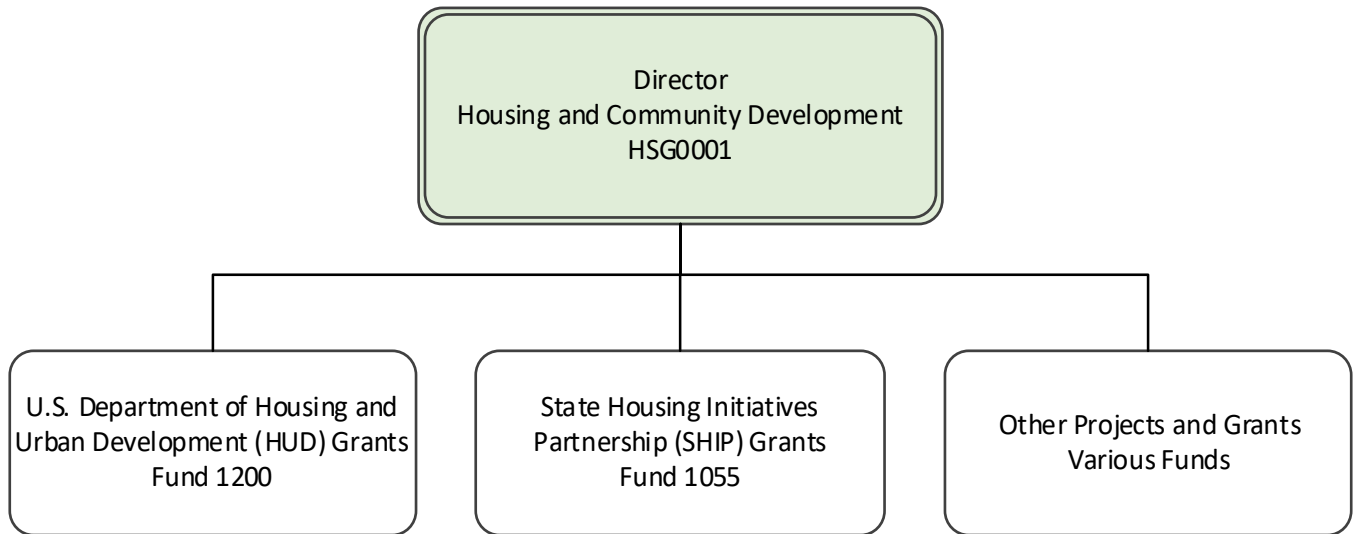 Director
Housing and Community Development
HSG0001
U.S. Department of Housing and
Urban Development (HUD) Grants
Fund 1200
State Housing Initiatives
Partnership (SHIP) Grants
Fund 1055
Other Projects and Grants
Various Funds